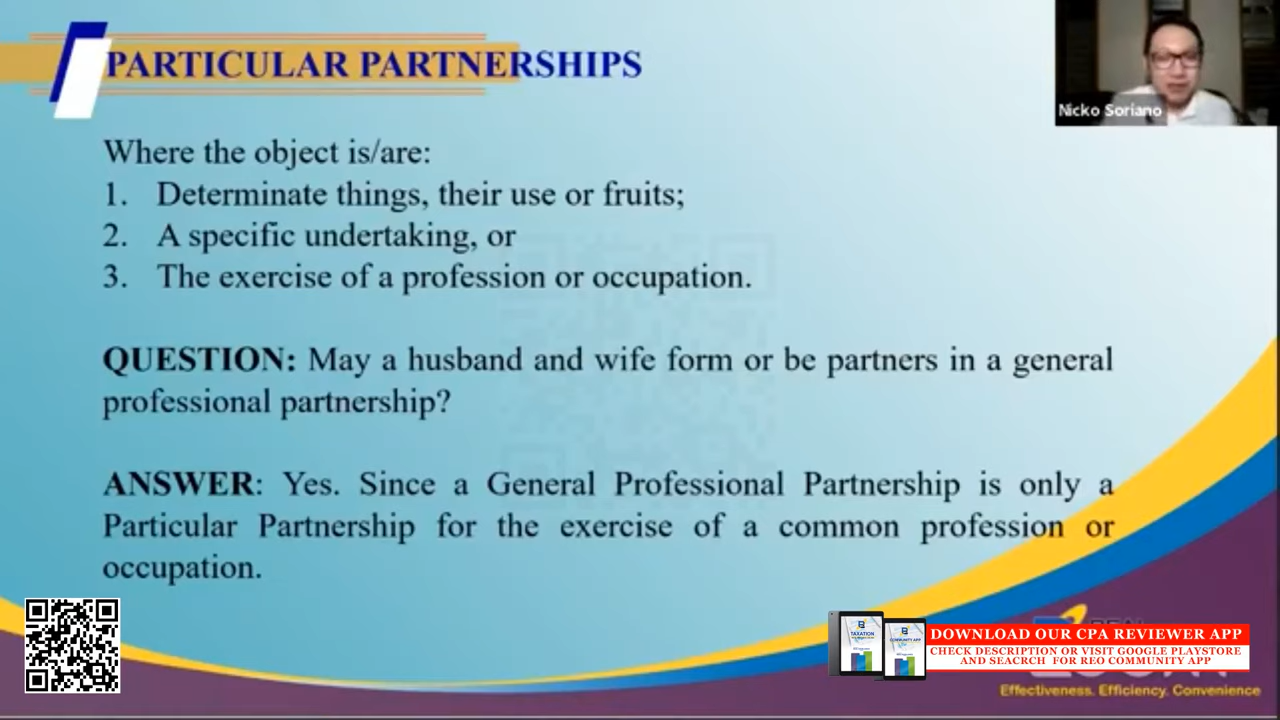 PARTICULAR PARTNERSHIPS
Nicko Soriano
Where the object is/are:
1. Determinate things, their use or fruits;
2. A specific undertaking, or
3. The exercise of a profession or occupation.
QUESTION: May a husband and wife form or be partners in a general
professional partnership?
ANSWER: Yes. Since a General Professional Partnership is only a
Particular Partnership for the exercise of a common profession or
occupation.
TAXATION
COMMUNITY APP
DOWNLOAD OUR CPA REVIEWER APP
CHECK DESCRIPTION OR VISIT GOOGLE PLAYSTORE
AND SEACRCH FOR REO COMMUNITY APP
Effectiveness. Efficiency. Convenience